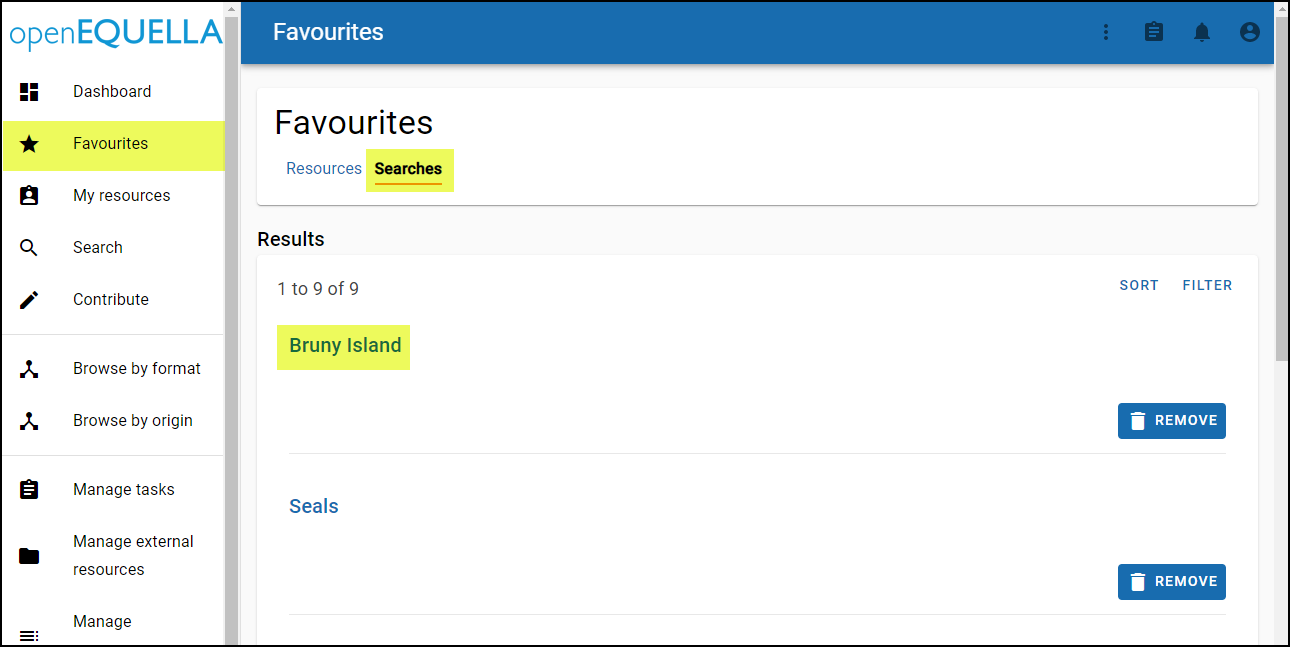 openEQUELLA
Favourites
Dashboard
Favourites
My resources
Search
Contribute
Browse by format
Browse by origin
Manage tasks
Manage external
resources
Manage
Favourites
Resources Searches
Results
1 to 9 of 9
SORT FILTER
Bruny Island
REMOVE
Seals
REMOVE